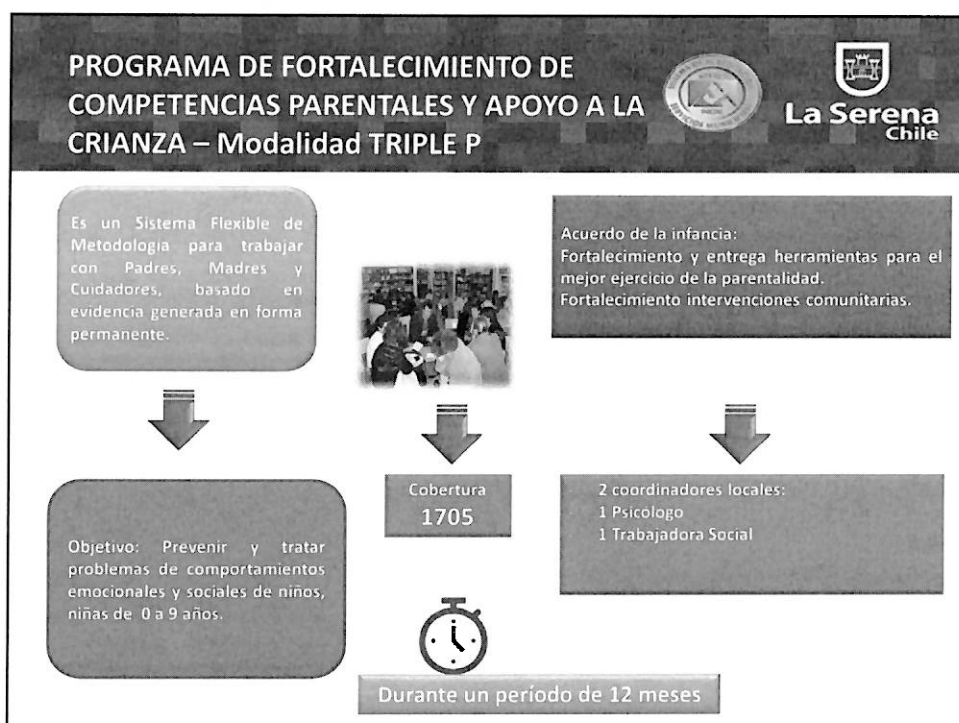 PROGRAMA DE FORTALECIMIENTO DE
COMPETENCIAS PARENTALES Y APOYO A LA
CRIANZA – Modalidad TRIPLE P
La Serena
Chile
Es un Sistema Flexible de
Metodología para trabajar
con Padres, Madres y
Cuidadores, basado en
evidencia generada en forma
permanente.
Acuerdo de la infancia:
Fortalecimiento y entrega herramientas para el
mejor ejercicio de la parentalidad.
Fortalecimiento intervenciones comunitarias.
Objetivo: Prevenir y tratar
problemas de comportamientos
emocionales y sociales de niños,
niñas de 0 a 9 años.
Cobertura
1705
2 coordinadores locales:
1 Psicólogo
1 Trabajadora Social
Durante un período de 12 meses